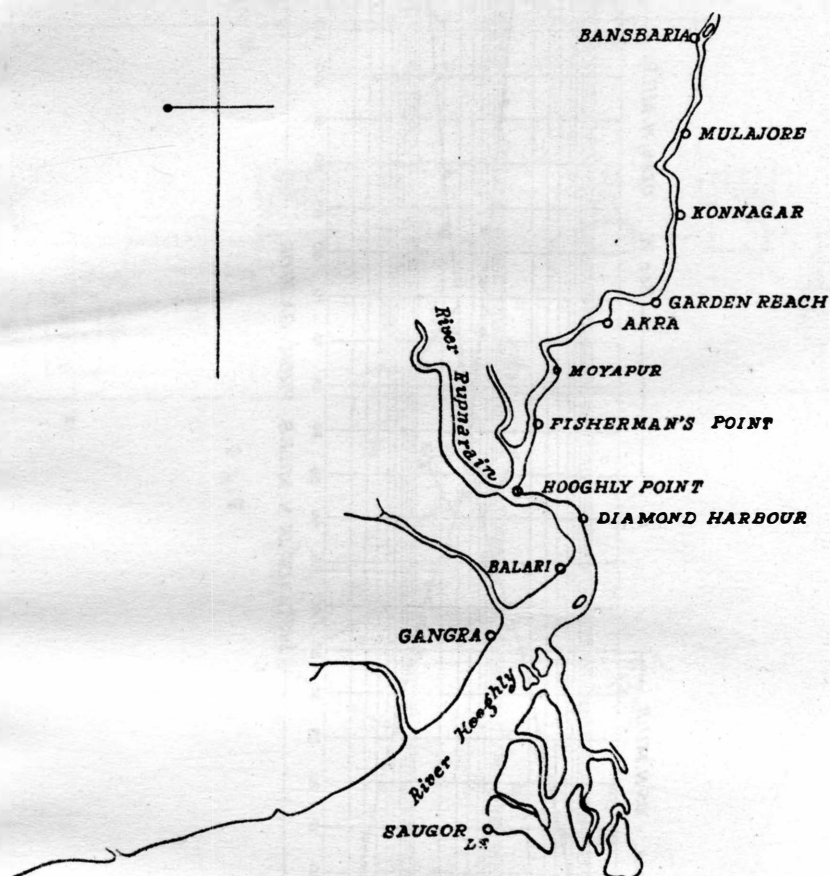 BANSBARIA
MULAJORE
KONNAGAR
GARDEN REACH
AKRA
River Rupnarain
MOYAPUR
FISHERMAN'S POINT
HOOGHLY POINT
DIAMOND HARBOUR
BALARI
GANGRA
River Hooghly
SAUGOR